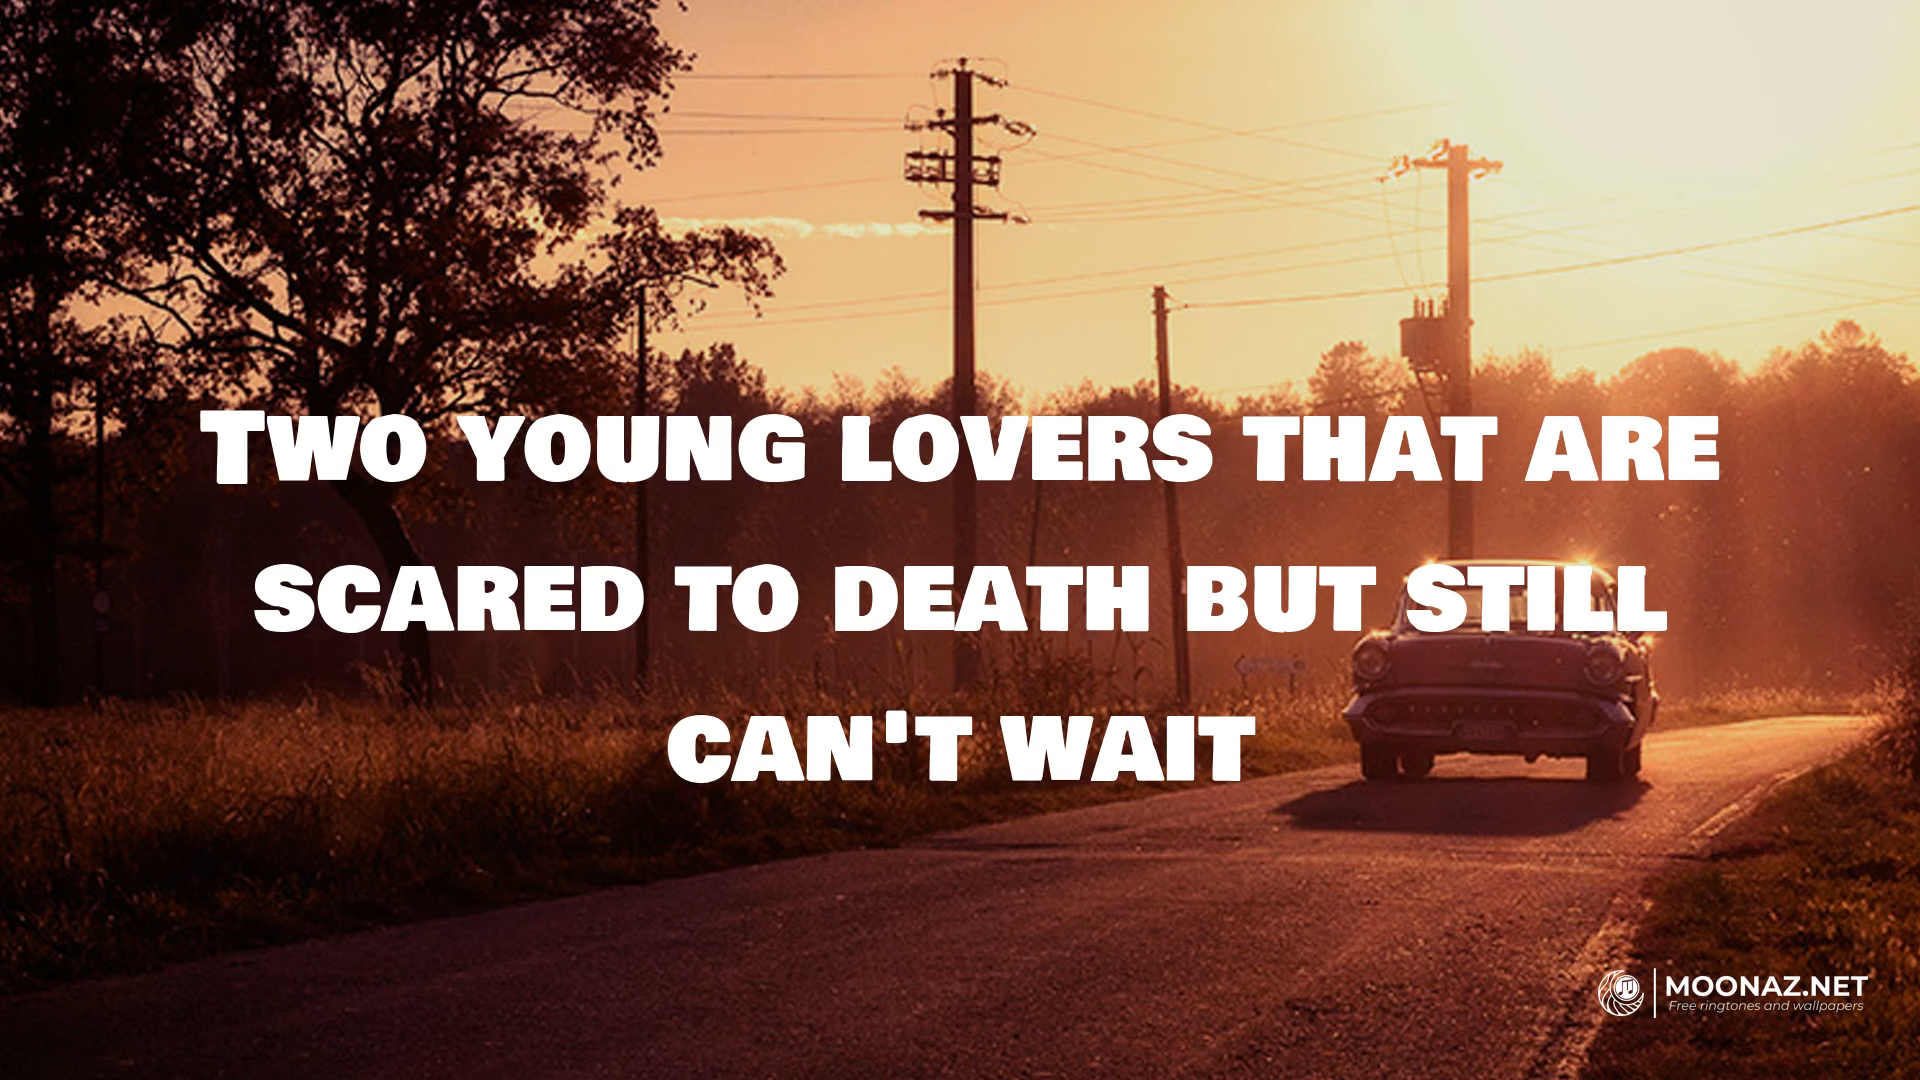 Two young lovers that are
scared to death but still
can't wait
MOONAZ.NET
Free ringtones and wallpapers